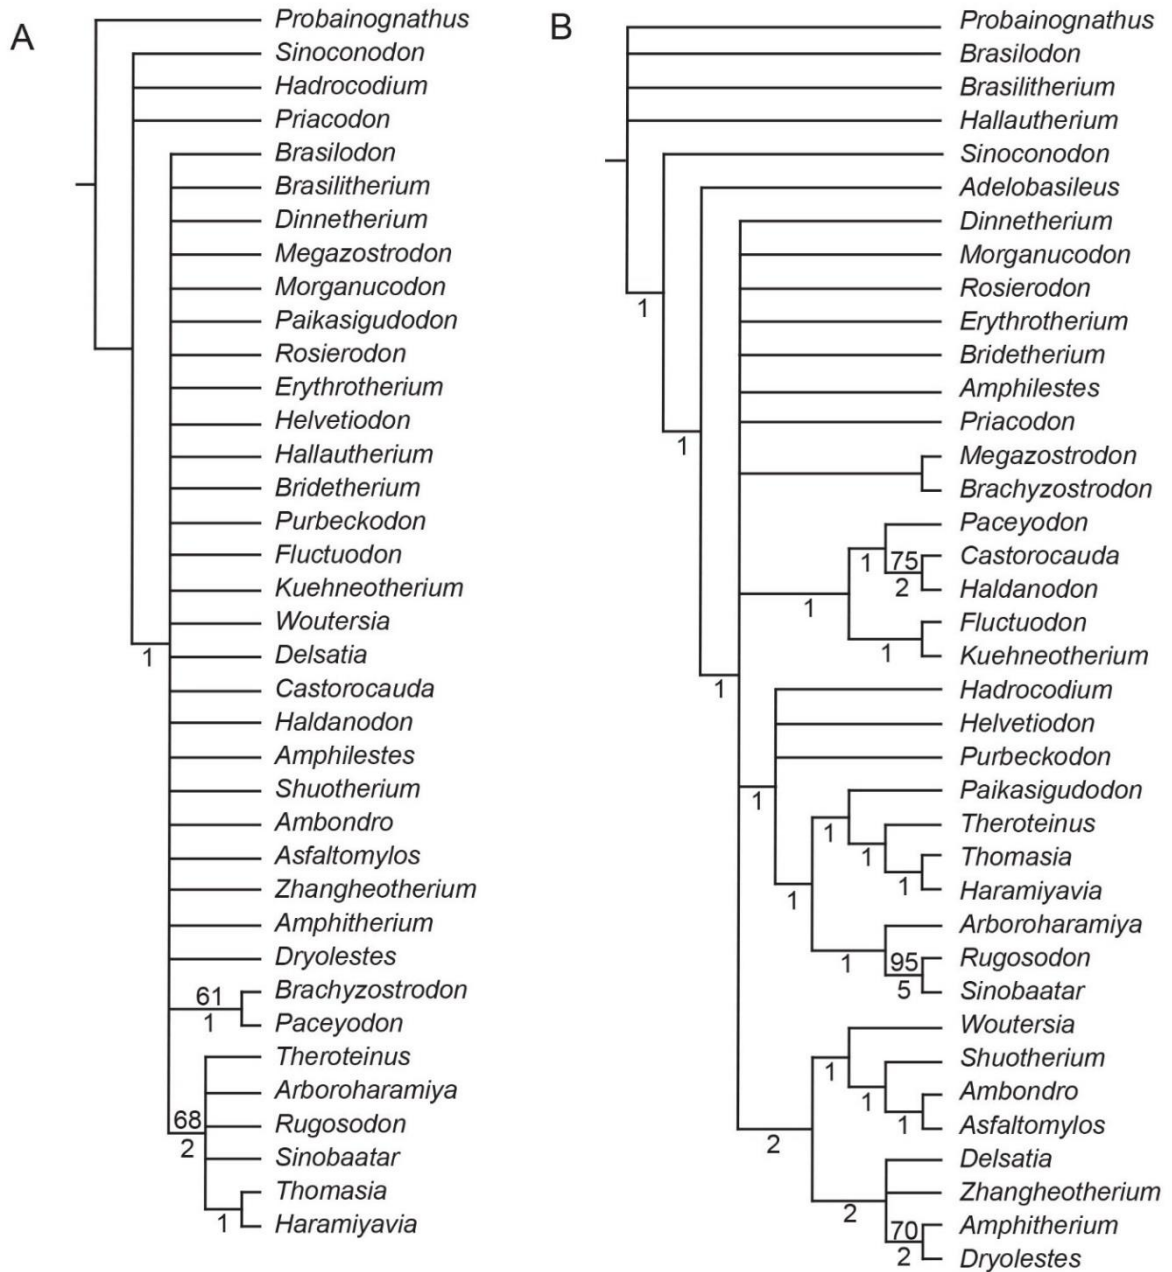 A
Probainognathus
Sinoconodon
Hadrocodium
Priacodon
Brasilodon
Brasilitherium
Dinnetherium
Megazostrodon
Morganucodon
Paikasigudodon
Rosierodon
Erythrotherium
Helvetiodon
Hallautherium
Bridetherium
Purbeckodon
Fluctuodon
Kuehneotherium
Woutersia
Delsatia
1
Castorocauda
Haldanodon
Amphilestes
Shuotherium
Ambondro
Asfaltomylos
Zhangheotherium
Amphitherium
Dryolestes
Brachyzostrodon
61
1
Paceyodon
Theroteinus
Arboroharamiya
68
Rugosodon
2
Sinobaatar
Thomasia
1
Haramiyavia
B
Probainognathus
Brasilodon
Brasilitherium
Hallautherium
Sinoconodon
Adelobasileus
Dinnetherium
Morganucodon
Rosierodon
1
Erythrotherium
Bridetherium
Amphilestes
Priacodon
1
Megazostrodon
Brachyzostrodon
Paceyodon
1
75
Castorocauda
2
Haldanodon
1
Fluctuodon
1
Kuehneotherium
1
Hadrocodium
Helvetiodon
Purbeckodon
1
Paikasigudodon
1
Theroteinus
1
Thomasia
1
Haramiyavia
1
Arboroharamiya
1
95
Rugosodon
5
Sinobaatar
Woutersia
1
Shuotherium
1
Ambondro
1
Asfaltomylos
2
Delsatia
Zhangheotherium
2
70
Amphitherium
2
Dryolestes